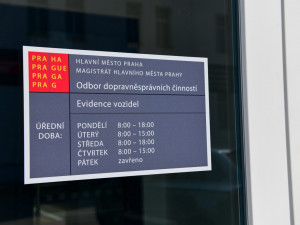 PRA HA
PRA GUE
PRA GA
PRA G
HLAVNÍ MĚSTO PRAHA
MAGISTRÁT HLAVNÍHO MĚSTA PRAHY
Odbor dopravněsprávních činností
Evidence vozidel
ÚŘEDNÍ
DOBA:
PONDĚLÍ 8:00 – 18:00
ÚTERÝ 8:00 – 15:00
STŘEDA 8:00 – 18:00
ČTVRTEK 8:00 – 15:00
PÁTEK zavřeno